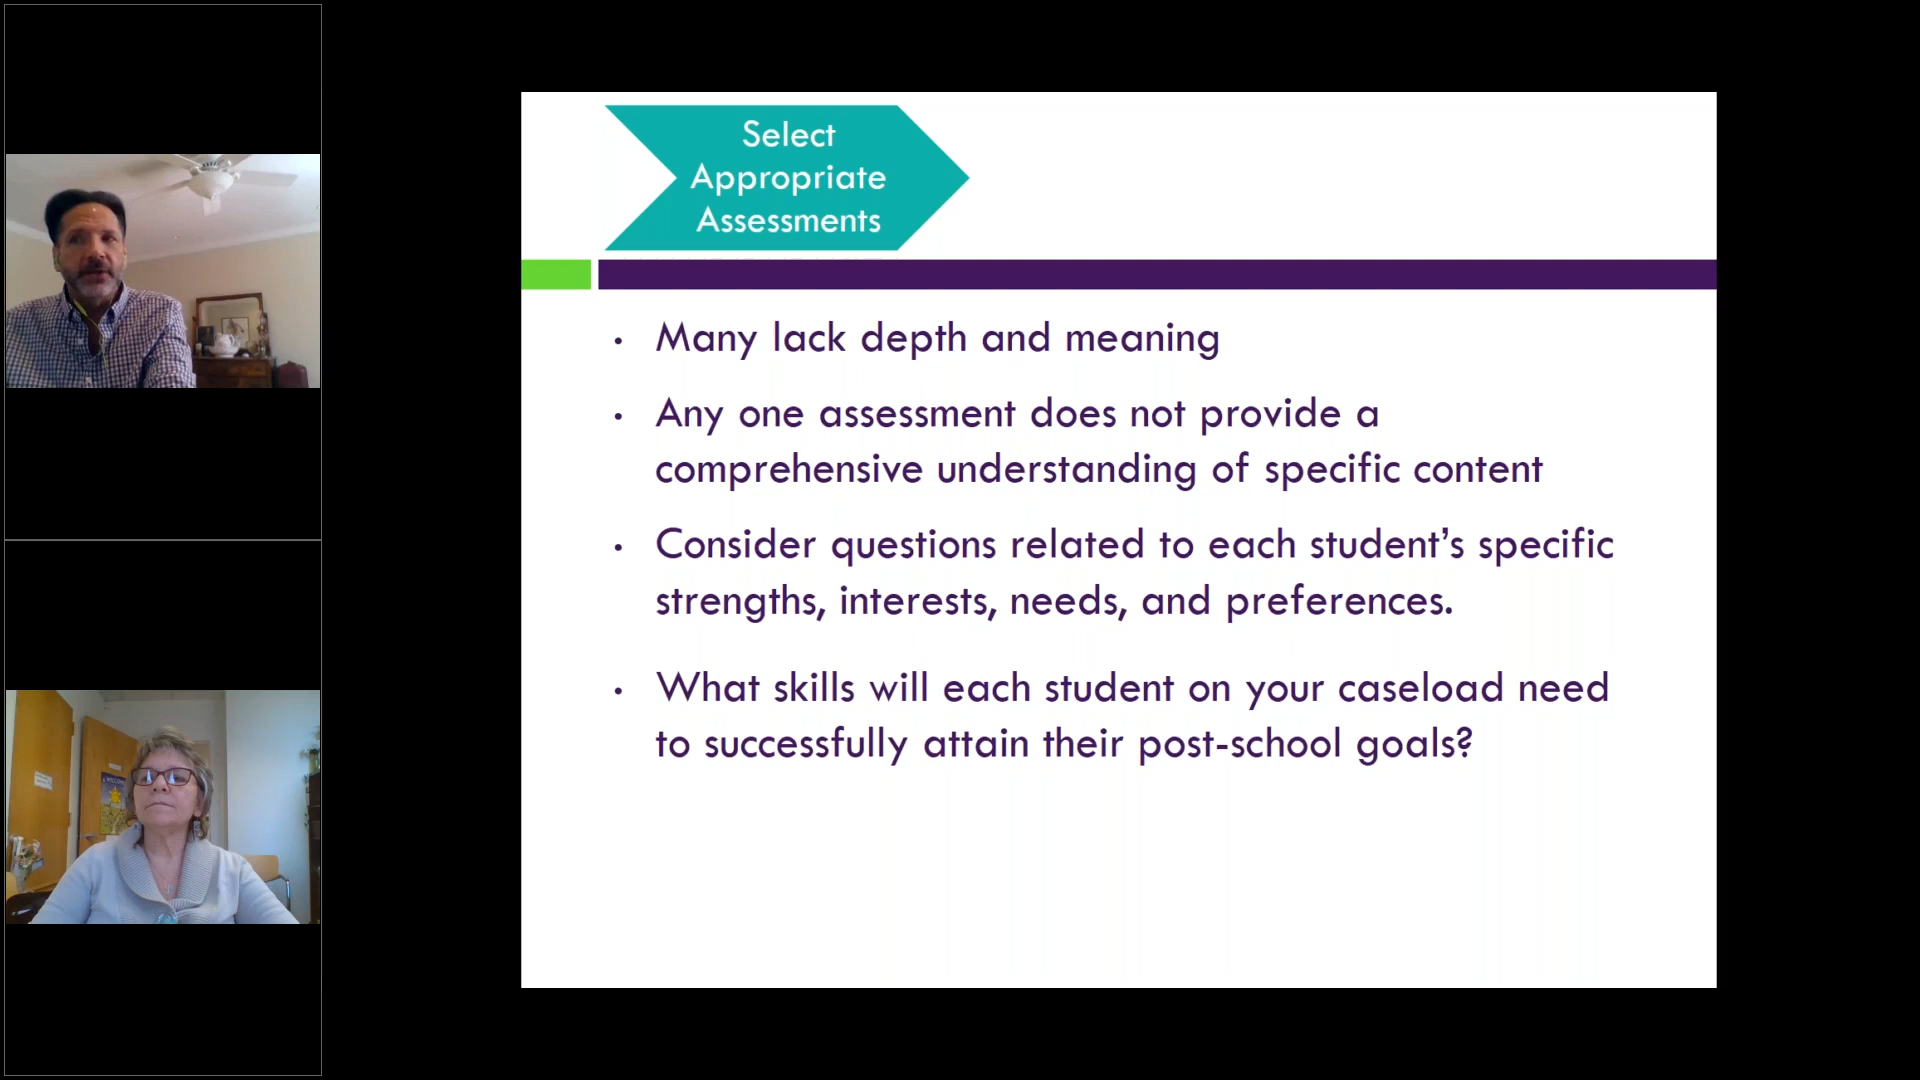 Select
Appropriate
Assessments
• Many lack depth and meaning
• Any one assessment does not provide a
comprehensive understanding of specific content
• Consider questions related to each student’s specific
strengths, interests, needs, and preferences.
• What skills will each student on your caseload need
to successfully attain their post-school goals?